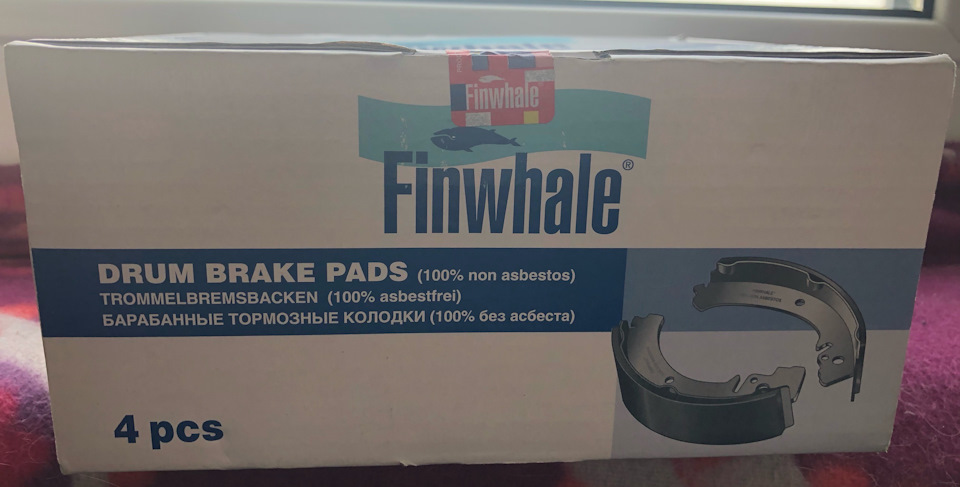 Finwhale
Finwhale®
DRUM BRAKE PADS (100% non asbestos)
TROMMELBREMSBACKEN (100% asbestfrei)
БАРАБАННЫЕ ТОРМОЗНЫЕ КОЛОДКИ (100% без асбеста)
4 pcs